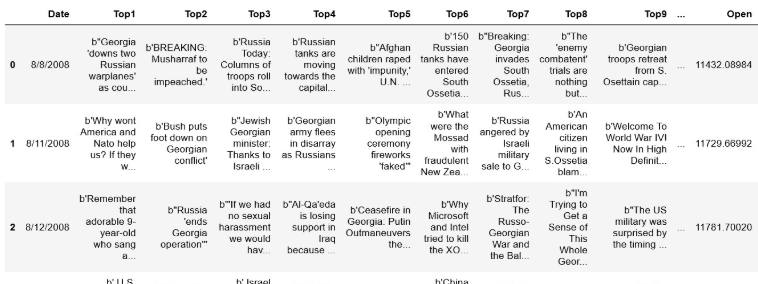 Date Top1 Top2 Top3 Top4 Top5 Top6 Top7 Top8 Top9 ... Open
0 8/8/2008
b"Georgia
'downs two
Russian
warplanes'
as cou...
b'BREAKING:
Musharraf to
be
impeached.'
b'Russia
Today:
Columns of
troops roll
into So...
b'Russian
tanks are
moving
towards the
capital...
b"Afghan
children raped
with 'impunity,'
U.N. ...
b'150
Russian
tanks have
entered
South
Ossetia...
b"Breaking:
Georgia
invades
South
Ossetia,
Rus...
b"The
'enemy
combatent'
trials are
nothing
but...
b'Georgian
troops retreat
from S.
Osettain cap...
...
11432.08984
1 8/11/2008
b'Why wont
America and
Nato help
us? If they
w...
b'Bush puts
foot down on
Georgian
conflict'
b"Jewish
Georgian
minister:
Thanks to
Israeli ...
b'Georgian
army flees
in disarray
as Russians
...
b"Olympic
opening
ceremony
fireworks
'faked'"
b'What
were the
Mossad
with
fraudulent
New Zea...
b'Russia
angered by
Israeli
military
sale to G...
b'An
American
citizen
living in
S.Ossetia
blam...
b'Welcome To
World War IV!
Now In High
Definit...
...
11729.66992
2 8/12/2008
b'Remember
that
adorable 9-
year-old
who sang
a...
b"Russia
'ends
Georgia
operation'"
b'"If we had
no sexual
harassment
we would
hav...
b"Al-Qa'eda
is losing
support in
Iraq
because ...
b'Ceasefire in
Georgia: Putin
Outmaneuvers
the...
b'Why
Microsoft
and Intel
tried to kill
the XO...
b'Stratfor:
The
Russo-
Georgian
War and
the Bal...
b"I'm
Trying to
Get a
Sense of
This
Whole
Geor...
b"The US
military was
surprised by
the timing ...
...
11781.70020
b' U.S.
b' Israel
b'China